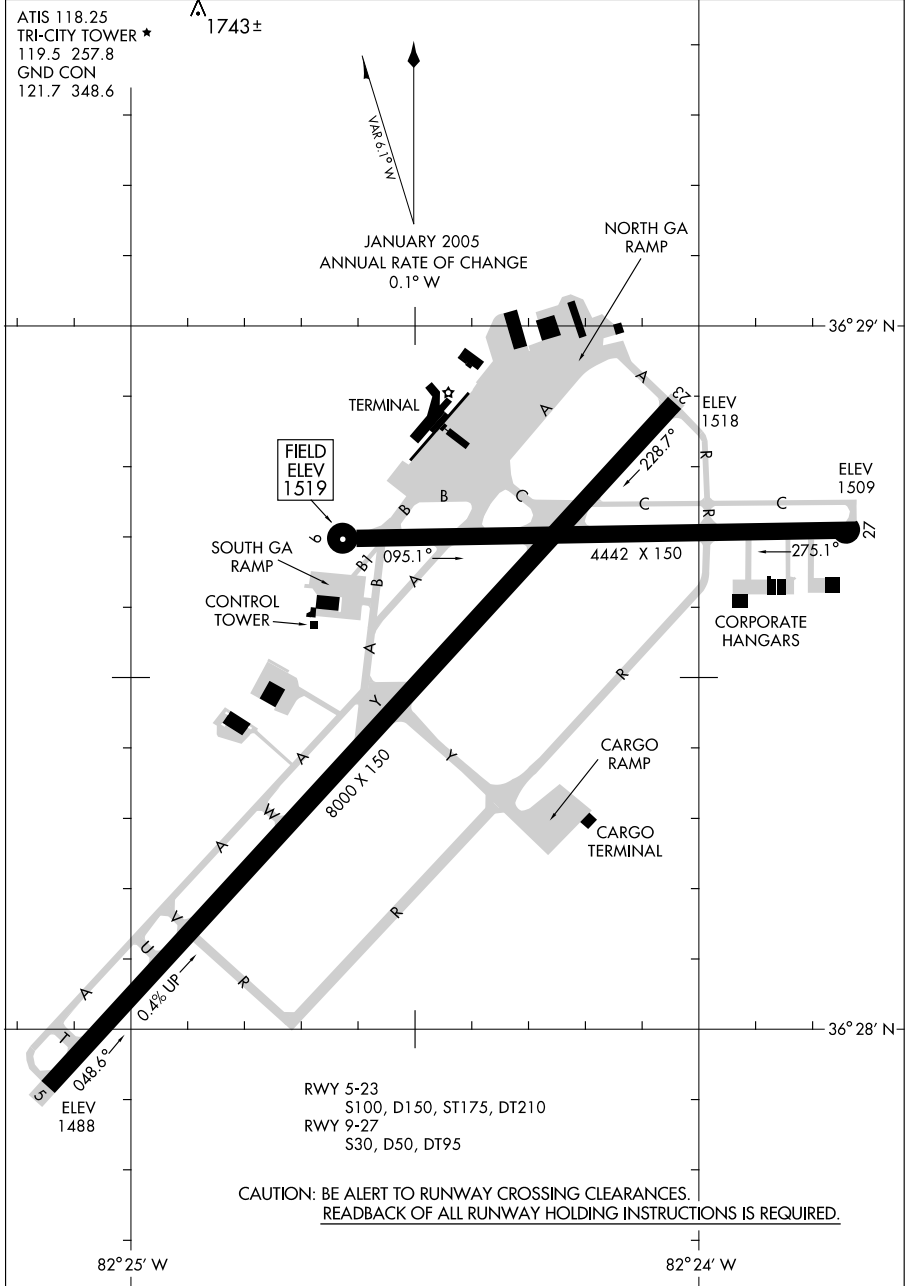 ATIS 118.25
TRI-CITY TOWER ★
119.5 257.8
GND CON
121.7 348.6
1743±
VAR 6.1° W
JANUARY 2005
ANNUAL RATE OF CHANGE
0.1° W
NORTH GA
RAMP
36° 29' N
A
TERMINAL
A
23
ELEV
1518
228.7°
R
FIELD
ELEV
1519
ELEV
1509
B
B
C
C
C
R
9
27
095.1°
4442 X 150
275.1°
SOUTH GA
RAMP
B1
B
A
CONTROL
TOWER
CORPORATE
HANGARS
A
R
Y
A
Y
CARGO
RAMP
8000 X 150
W
A
CARGO
TERMINAL
R
V
U
R
A
0.4% UP
T
36° 28' N
048.6°
5
ELEV
1488
RWY 5-23
S100, D150, ST175, DT210
RWY 9-27
S30, D50, DT95
CAUTION: BE ALERT TO RUNWAY CROSSING CLEARANCES.
READBACK OF ALL RUNWAY HOLDING INSTRUCTIONS IS REQUIRED.
82° 25' W
82° 24' W